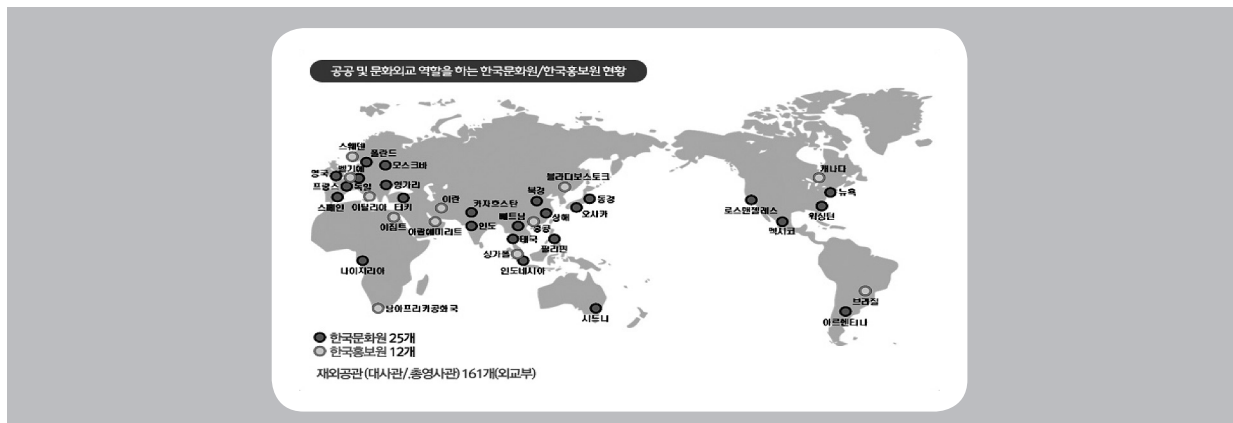 공공 및 문화외교 역할을 하는 한국문화원/한국홍보원 현황
스웨덴
폴란드
영국
벨기에
모스크바
프랑스
독일
헝가리
스페인
이탈리아
터키
이란
이집트
아랍에미리트
카자흐스탄
인도
블라디보스토크
북경
동경
오사카
상해
베트남
홍콩
태국
필리핀
싱가폴
인도네시아
나이지리아
남아프리카공화국
시드니
캐나다
뉴욕
로스앤젤레스
워싱턴
멕시코
브라질
아르헨티나
한국문화원 25개
한국홍보원 12개
재외공관 (대사관/.총영사관) 161개(외교부)